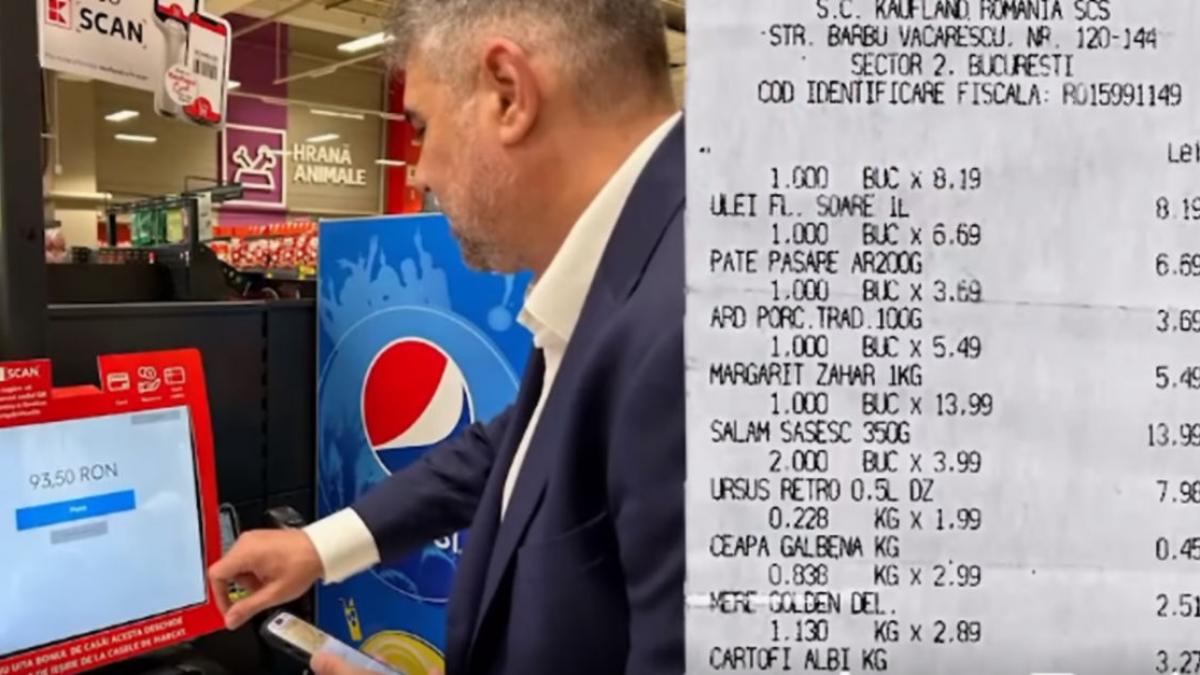 SCAN
HRANĂ
ANIMALE
SCAN
93,50 RON
S.C. KAUFLAND ROMANIA SCS
STR. BARBU VACARESCU. NR. 120-144
SECTOR 2. BUCURESTI
COD IDENTIFICARE FISCALA: RO15991149
Lei
1.000 BUC x 8.19
ULEI FL. SOARE 1L 8.19
1.000 BUC x 6.69
PATE PASARE AR200G 6.69
1.000 BUC x 3.69
ARD PORC.TRAD.100G 3.69
1.000 BUC x 5.49
MARGARIT ZAHAR 1KG 5.49
1.000 BUC x 13.99
SALAM SASESC 350G 13.99
2.000 BUC x 3.99
URSUS RETRO 0.5L DZ 7.98
0.228 KG x 1.99
CEAPA GALBENA KG 0.45
0.838 KG x 2.99
MERE GOLDEN DEL. 2.51
1.130 KG x 2.89
CARTOFI ALBI KG 3.27